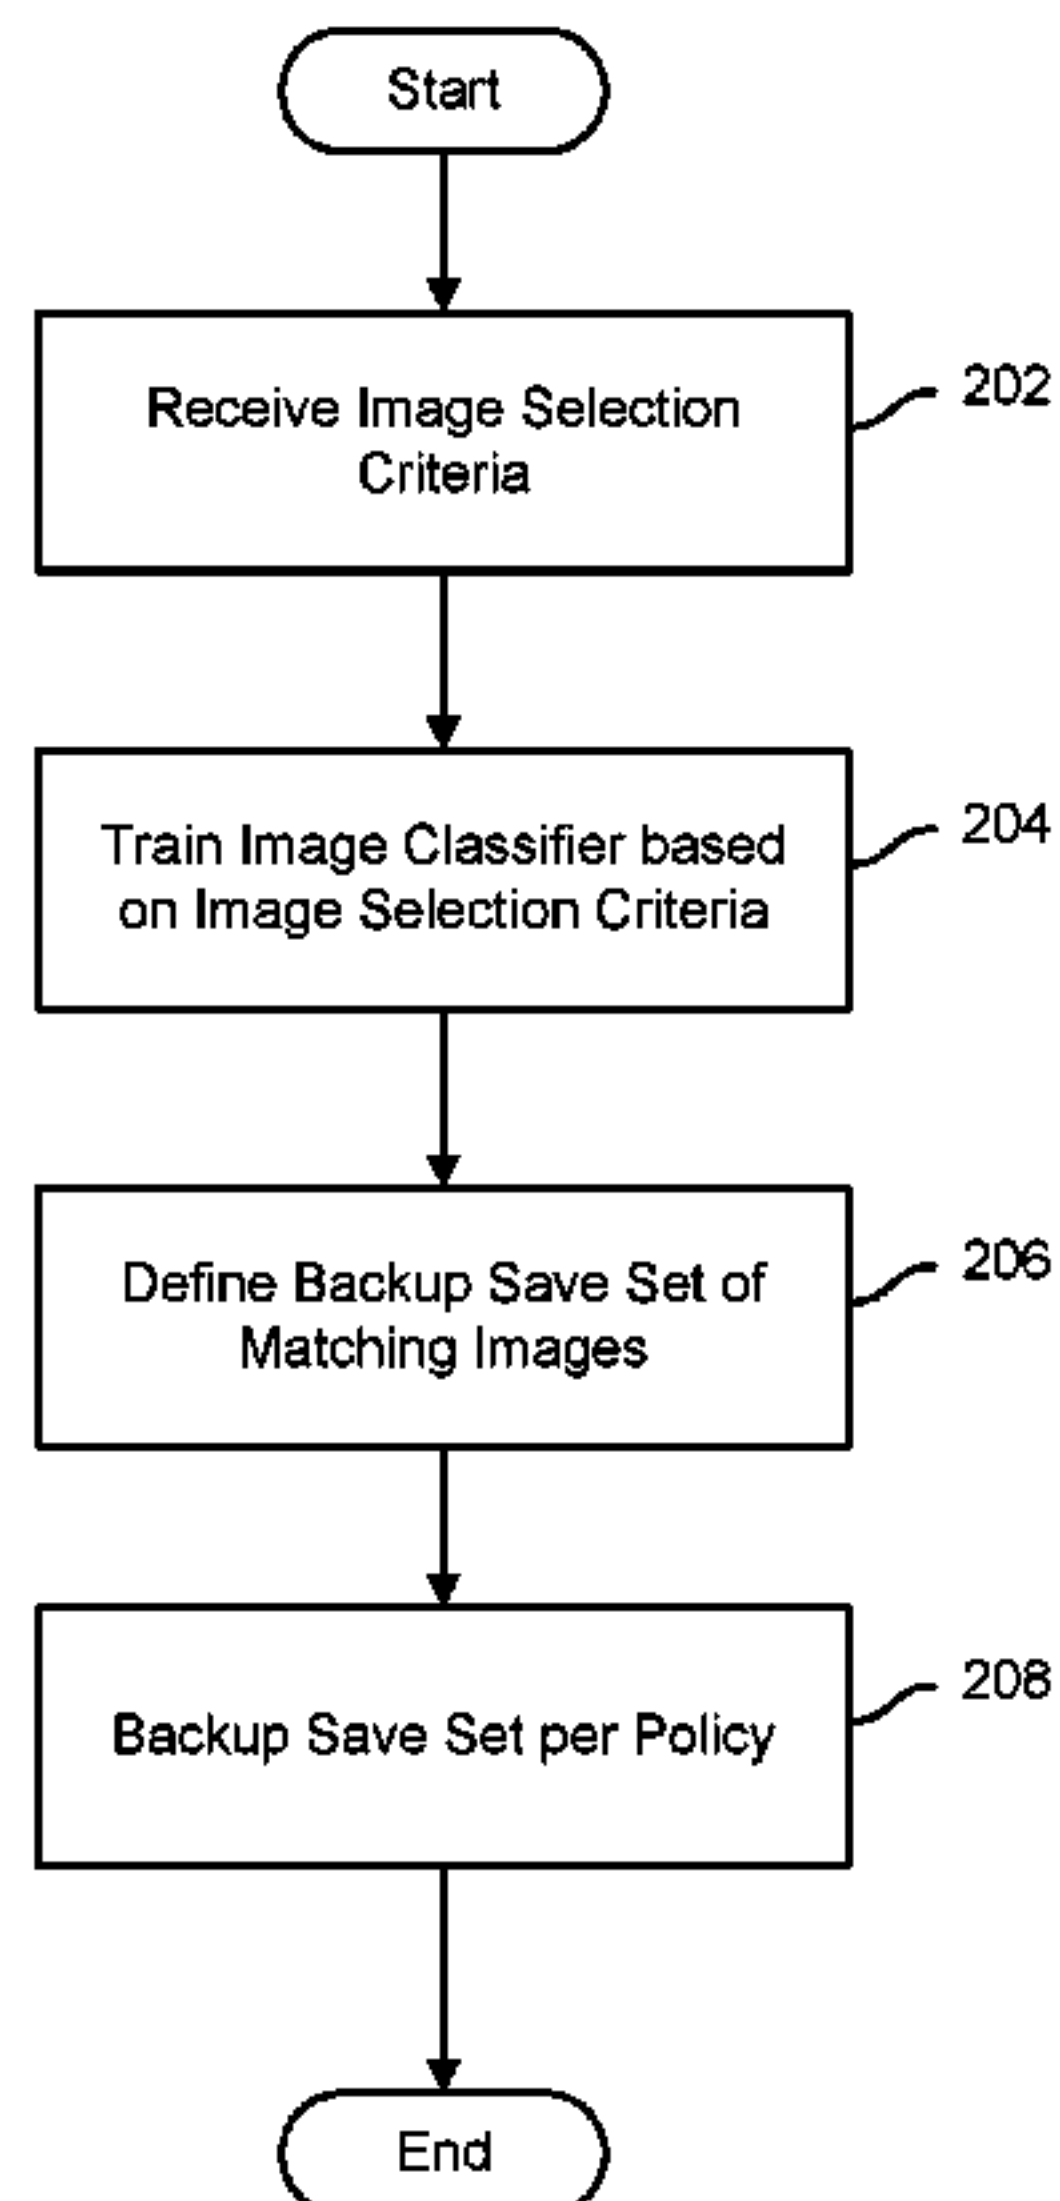 Start
Receive Image Selection
Criteria
202
Train Image Classifier based
on Image Selection Criteria
204
Define Backup Save Set of
Matching Images
206
Backup Save Set per Policy
208
End